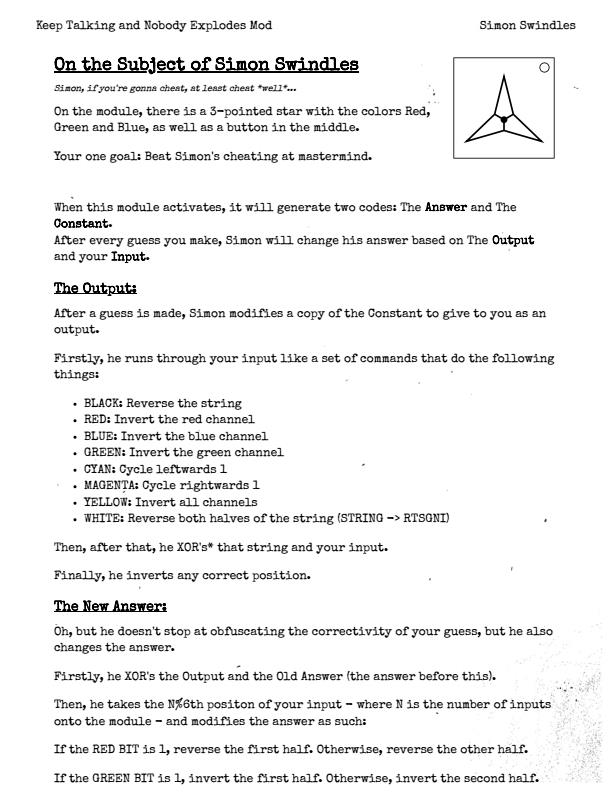 Keep Talking and Nobody Explodes Mod
Simon Swindles
On the Subject of Simon Swindles
Simon, if you're gonna cheat, at least cheat *well*...
On the module, there is a 3-pointed star with the colors Red,
Green and Blue, as well as a button in the middle.
Your one goal: Beat Simon's cheating at mastermind.
When this module activates, it will generate two codes: The Answer and The
Constant.
After every guess you make, Simon will change his answer based on The Output
and your Input.
The Output:
After a guess is made, Simon modifies a copy of the Constant to give to you as an
output.
Firstly, he runs through your input like a set of commands that do the following
things:
• BLACK: Reverse the string
• RED: Invert the red channel
• BLUE: Invert the blue channel
• GREEN: Invert the green channel
• CYAN: Cycle leftwards 1
• MAGENTA: Cycle rightwards 1
• YELLOW: Invert all channels
• WHITE: Reverse both halves of the string (STRING -> RTSGNI)
Then, after that, he XOR's* that string and your input.
Finally, he inverts any correct position.
The New Answer:
Oh, but he doesn't stop at obfuscating the correctivity of your guess, but he also
changes the answer.
Firstly, he XOR's the Output and the Old Answer (the answer before this).
Then, he takes the N%6th positon of your input - where N is the number of inputs
onto the module - and modifies the answer as such:
If the RED BIT is 1, reverse the first half. Otherwise, reverse the other half.
If the GREEN BIT is 1, invert the first half. Otherwise, invert the second half.